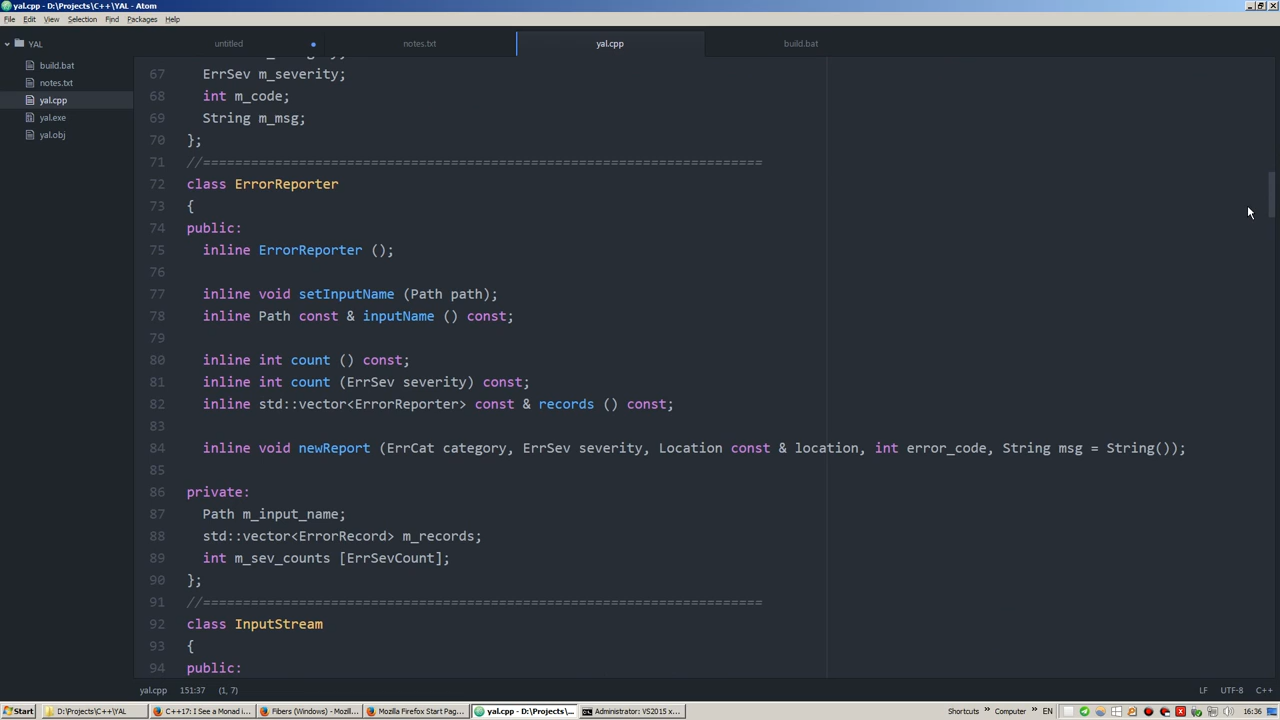 yal.cpp - D:\Projects\C++\YAL - Atom
File Edit View Selection Find Packages Help
YAL
build.bat
notes.txt
yal.cpp
yal.exe
yal.obj
untitled notes.txt yal.cpp build.bat
67 ErrSev m_severity;
68 int m_code;
69 String m_msg;
70 };
71 //======================================================================
72 class ErrorReporter
73 {
74 public:
75 inline ErrorReporter ();
76
77 inline void setInputName (Path path);
78 inline Path const & inputName () const;
79
80 inline int count () const;
81 inline int count (ErrSev severity) const;
82 inline std::vector<ErrorReporter> const & records () const;
83
84 inline void newReport (ErrCat category, ErrSev severity, Location const & location, int error_code, String msg = String());
85
86 private:
87 Path m_input_name;
88 std::vector<ErrorRecord> m_records;
89 int m_sev_counts [ErrSevCount];
90 };
91 //======================================================================
92 class InputStream
93 {
94 public:
yal.cpp 151:37 (1, 7) LF UTF-8 C++
Start D:\Projects\C++\YAL C++17: I See a Monad i... Fibers (Windows) - Mozill... Mozilla Firefox Start Pag... yal.cpp - D:\Projects\... Administrator: VS2015 x... Shortcuts » Computer » EN 16:36